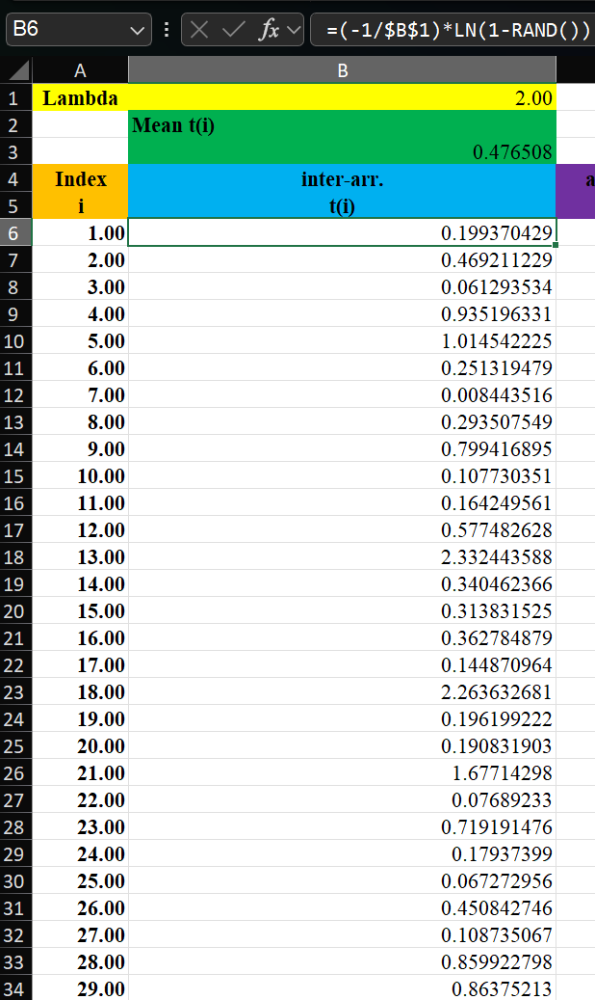 B6 fx =(-1/$B$1)*LN(1-RAND())
A B
1 Lambda 2.00
2 Mean t(i)
3 0.476508
4 Index inter-arr. a
5 i t(i)
6 1.00 0.199370429
7 2.00 0.469211229
8 3.00 0.061293534
9 4.00 0.935196331
10 5.00 1.014542225
11 6.00 0.251319479
12 7.00 0.008443516
13 8.00 0.293507549
14 9.00 0.799416895
15 10.00 0.107730351
16 11.00 0.164249561
17 12.00 0.577482628
18 13.00 2.332443588
19 14.00 0.340462366
20 15.00 0.313831525
21 16.00 0.362784879
22 17.00 0.144870964
23 18.00 2.263632681
24 19.00 0.196199222
25 20.00 0.190831903
26 21.00 1.67714298
27 22.00 0.07689233
28 23.00 0.719191476
29 24.00 0.17937399
30 25.00 0.067272956
31 26.00 0.450842746
32 27.00 0.108735067
33 28.00 0.859922798
34 29.00 0.86375213